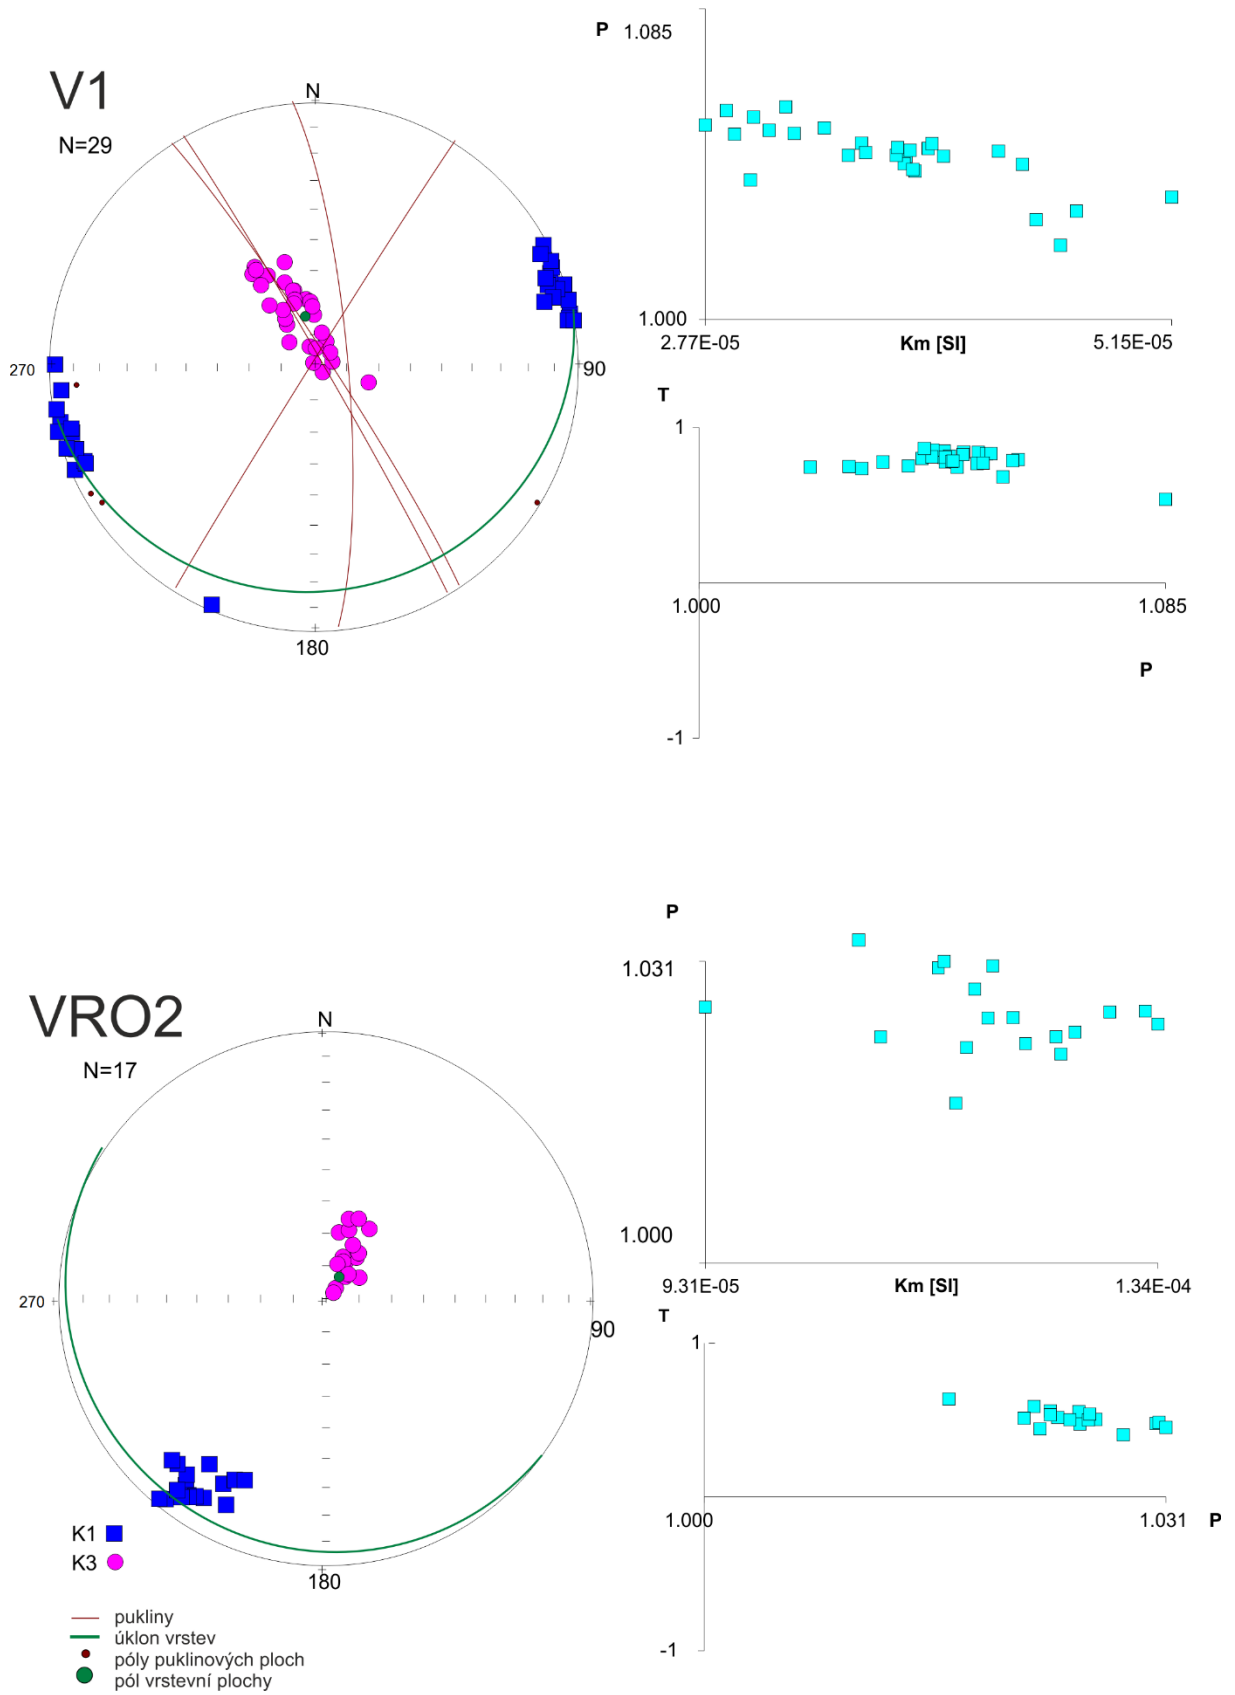 V1
N=29
N
270
90
180
P
1.085
1.000
2.77E-05
Km [SI]
5.15E-05
T
1
1.000
1.085
P
-1
VRO2
N=17
N
270
90
180
K1
K3
pukliny
úklon vrstev
póly puklinových ploch
pól vrstevní plochy
P
1.031
1.000
9.31E-05
Km [SI]
1.34E-04
T
1
1.000
1.031
P
-1